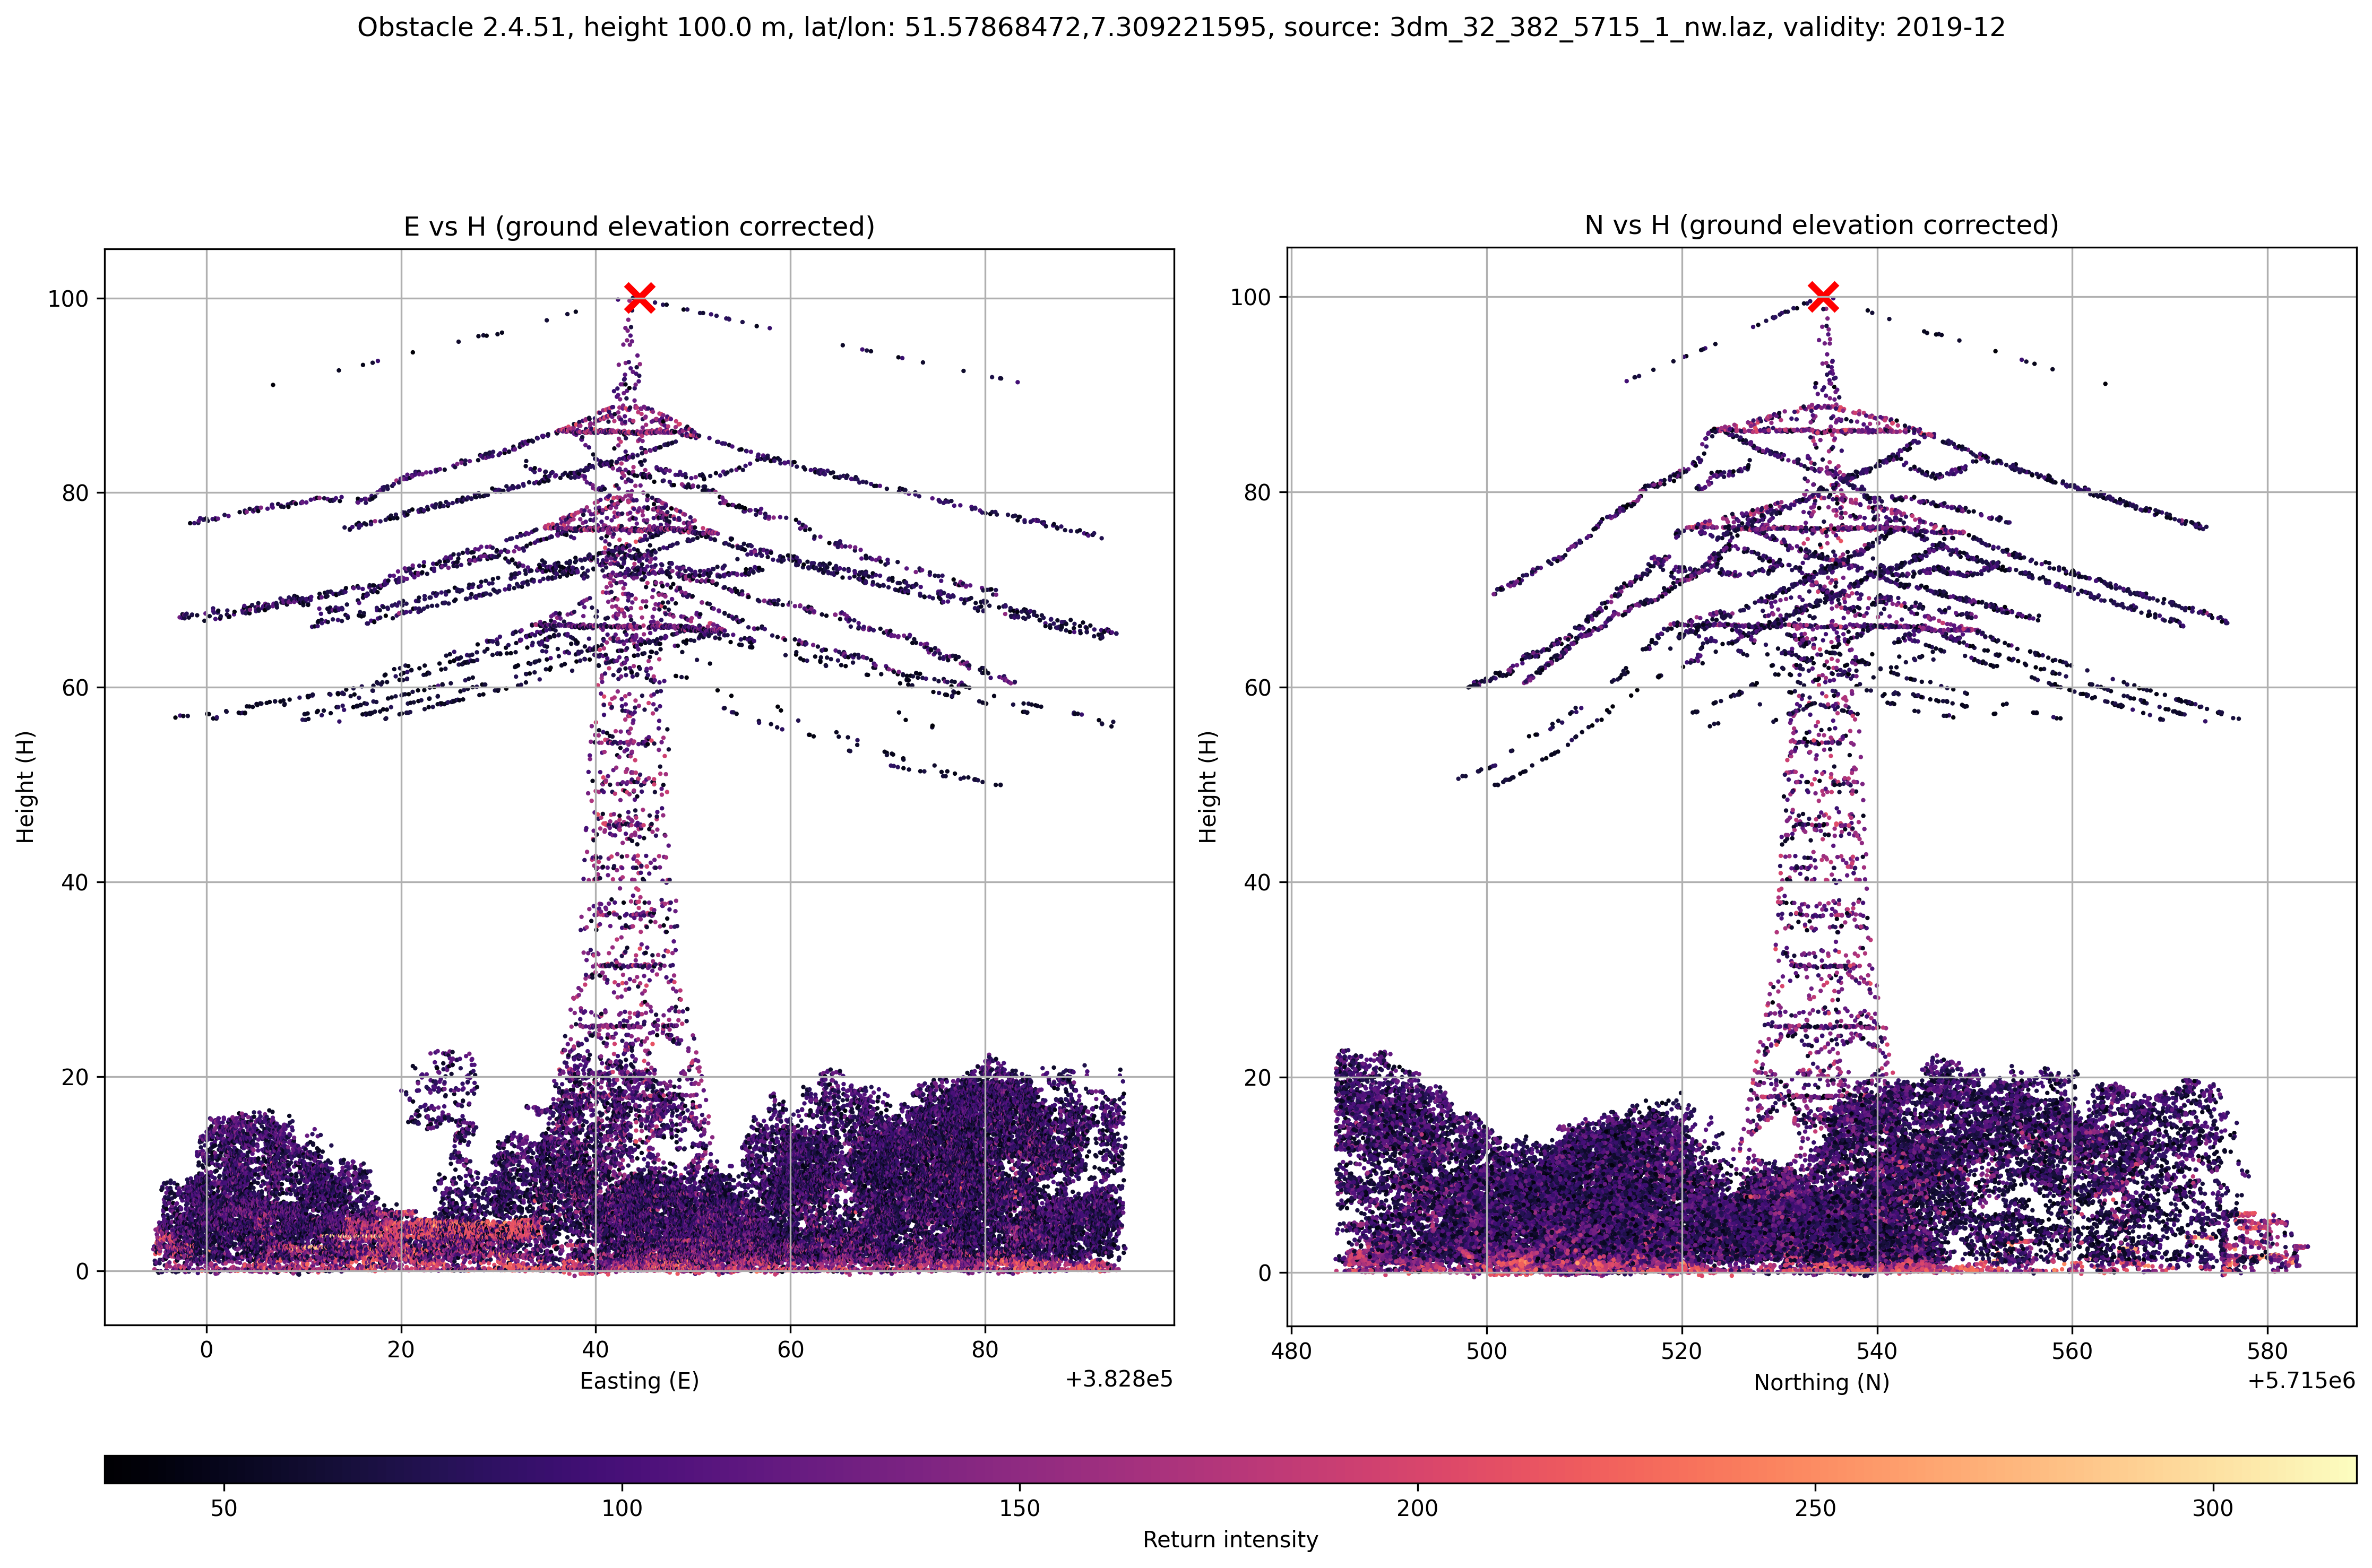 Obstacle 2.4.51, height 100.0 m, lat/lon: 51.57868472,7.309221595, source: 3dm_32_382_5715_1_nw.laz, validity: 2019-12
E vs H (ground elevation corrected)
Height (H)
100
80
60
40
20
0
0 20 40 60 80
Easting (E)
+3.828e5
N vs H (ground elevation corrected)
Height (H)
100
80
60
40
20
0
480 500 520 540 560 580
Northing (N)
+5.715e6
50 100 150 200 250 300
Return intensity